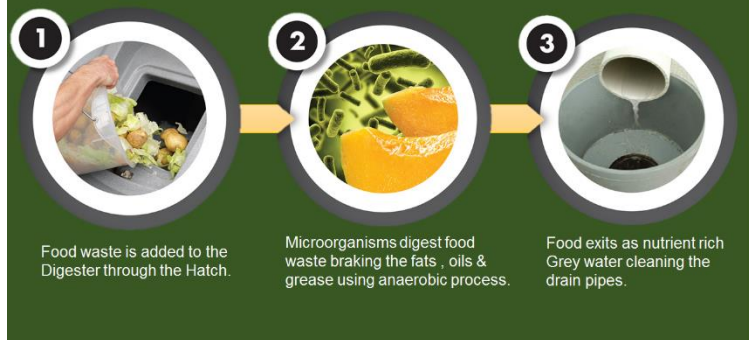 1
2
3
Food waste is added to the
Digester through the Hatch.
Microorganisms digest food
waste braking the fats , oils &
grease using anaerobic process.
Food exits as nutrient rich
Grey water cleaning the
drain pipes.